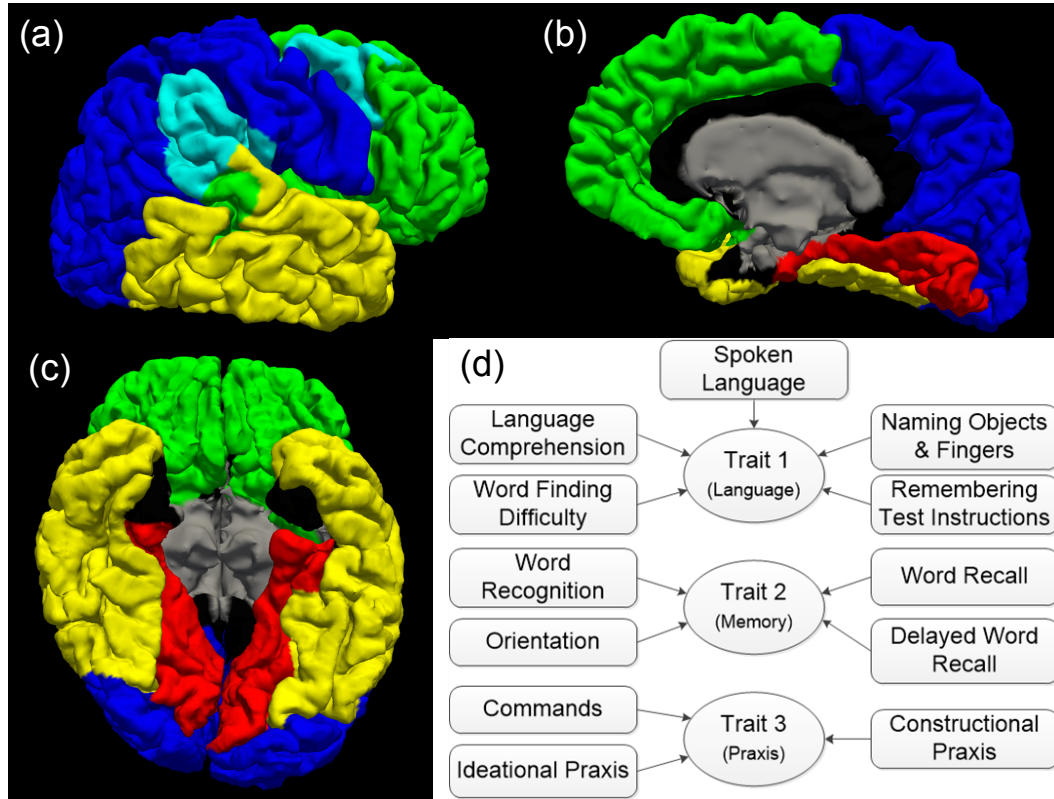 (a)
(b)
(c)
(d)
Spoken
Language
Language
Comprehension
Naming Objects
& Fingers
Trait 1
(Language)
Word Finding
Difficulty
Remembering
Test Instructions
Word
Recognition
Word Recall
Trait 2
(Memory)
Orientation
Delayed Word
Recall
Commands
Trait 3
(Praxis)
Constructional
Praxis
Ideational Praxis